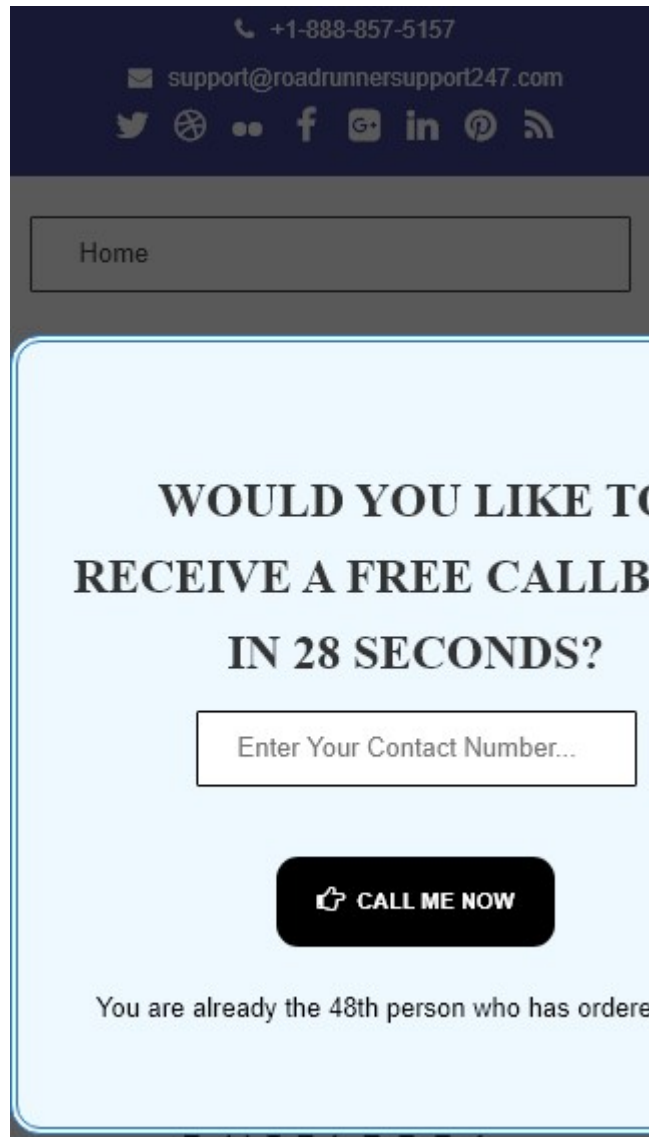 +1-888-857-5157
support@roadrunnersupport247.com
f G+ in
Home
WOULD YOU LIKE TO
RECEIVE A FREE CALLB
IN 28 SECONDS?
Enter Your Contact Number...
CALL ME NOW
You are already the 48th person who has ordere